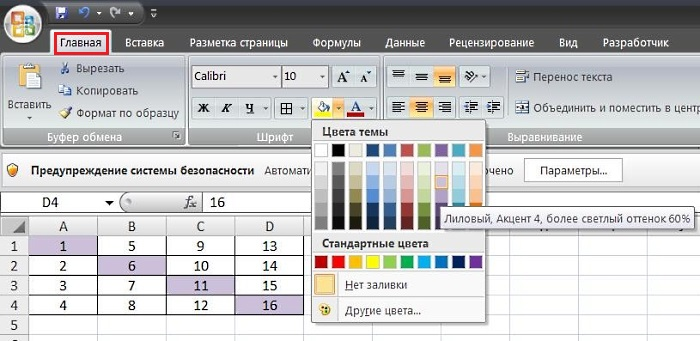 Главная Вставка Разметка страницы Формулы Данные Рецензирование Вид Разработчик
Вставить
Вырезать
Копировать
Формат по образцу
Буфер обмена
Calibri 10 A A
Ж К Ч A
Шрифт
Перенос текста
Объединить и поместить в центр
Выравнивание
Цвета темы
Предупреждение системы безопасности Автомати чено Параметры...
D4 fx 16
Лиловый, Акцент 4, более светлый оттенок 60%
A B C D
1 1 5 9 13
2 2 6 10 14
3 3 7 11 15
4 4 8 12 16
5
6
Стандартные цвета
Нет заливки
Другие цвета...